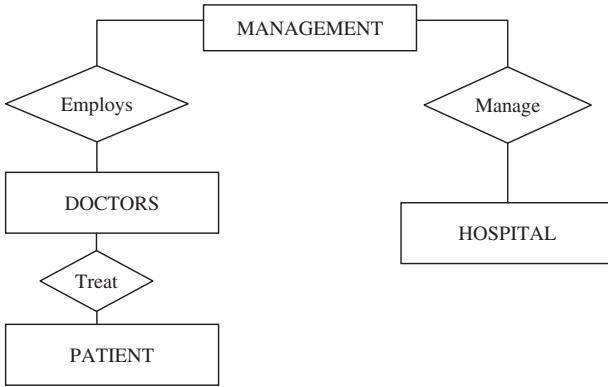 MANAGEMENT
Employs
Manage
DOCTORS
HOSPITAL
Treat
PATIENT